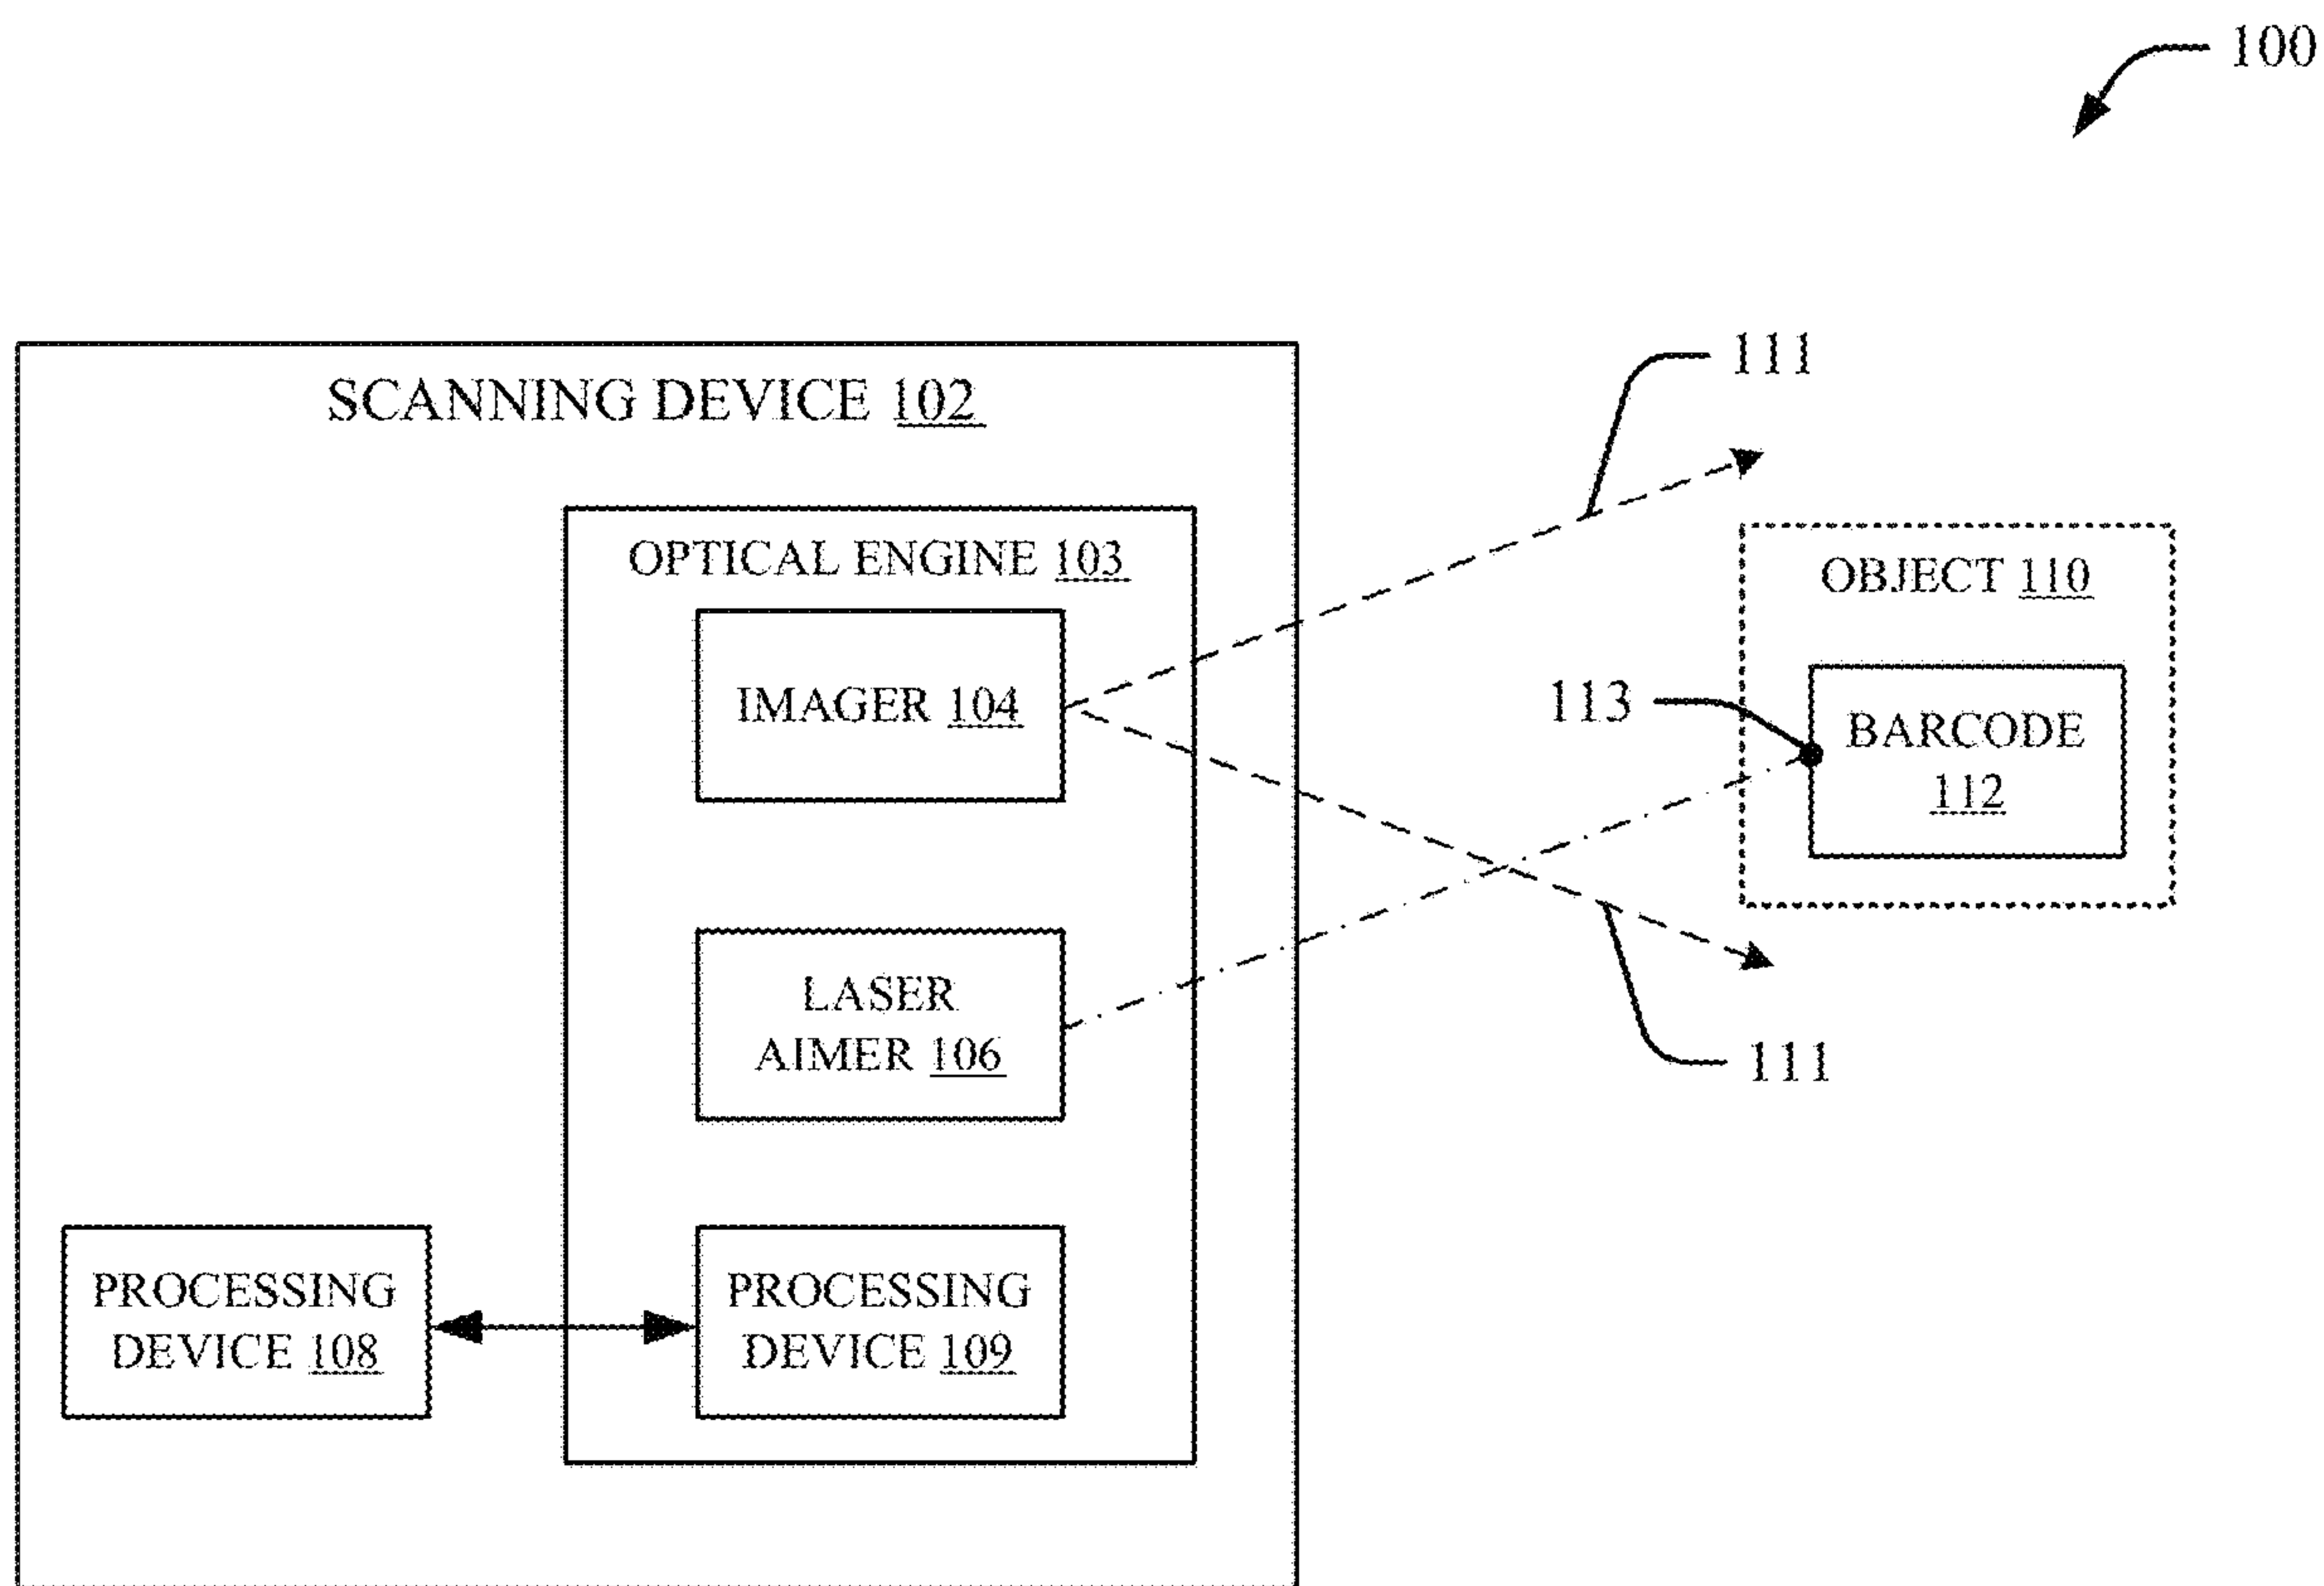 100
SCANNING DEVICE 102
111
OPTICAL ENGINE 103
OBJECT 110
IMAGER 104
113
BARCODE
112
LASER
AIMER 106
111
PROCESSING
DEVICE 108
PROCESSING
DEVICE 109